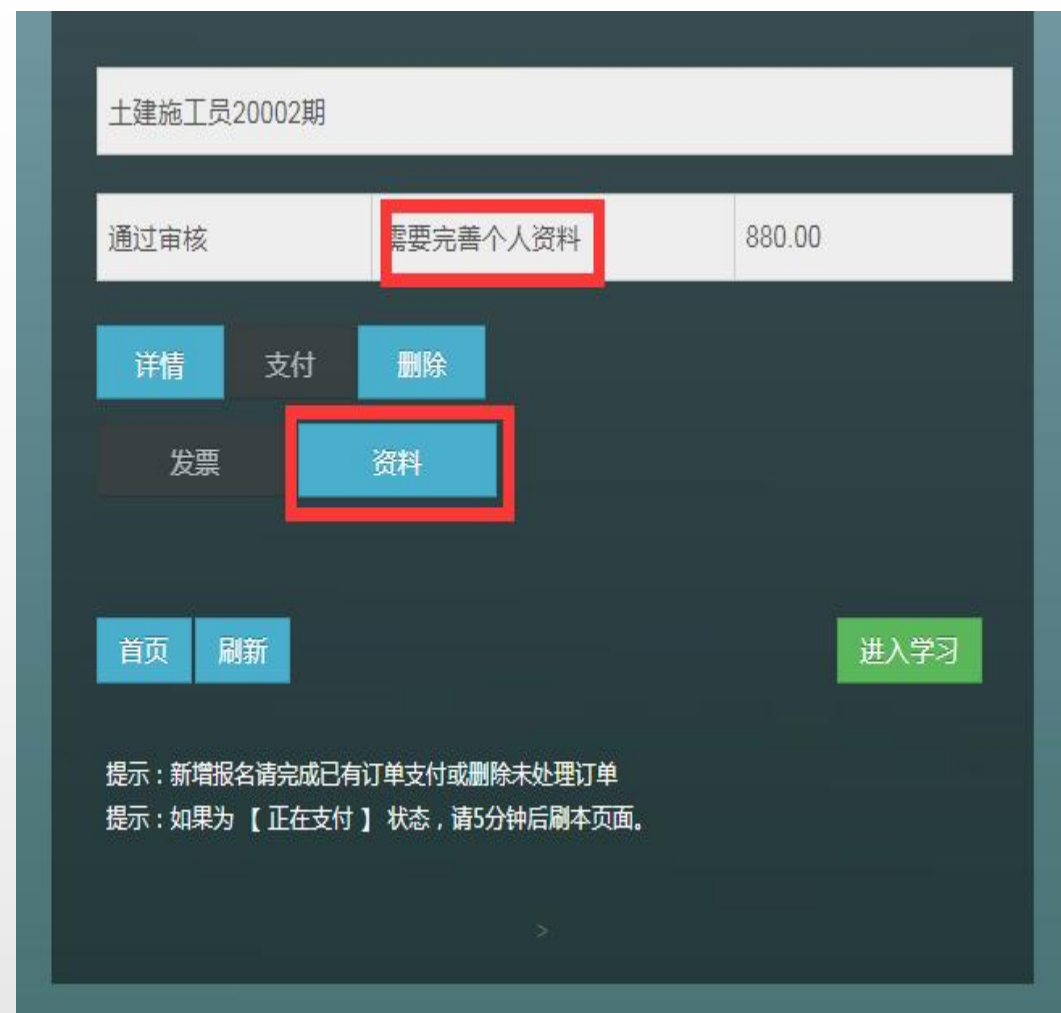 土建施工员20002期
通过审核 需要完善个人资料 880.00
详情 支付 删除
发票 资料
首页 刷新 进入学习
提示：新增报名请完成已有订单支付或删除未处理订单
提示：如果为 【 正在支付 】 状态，请5分钟后刷本页面。
>